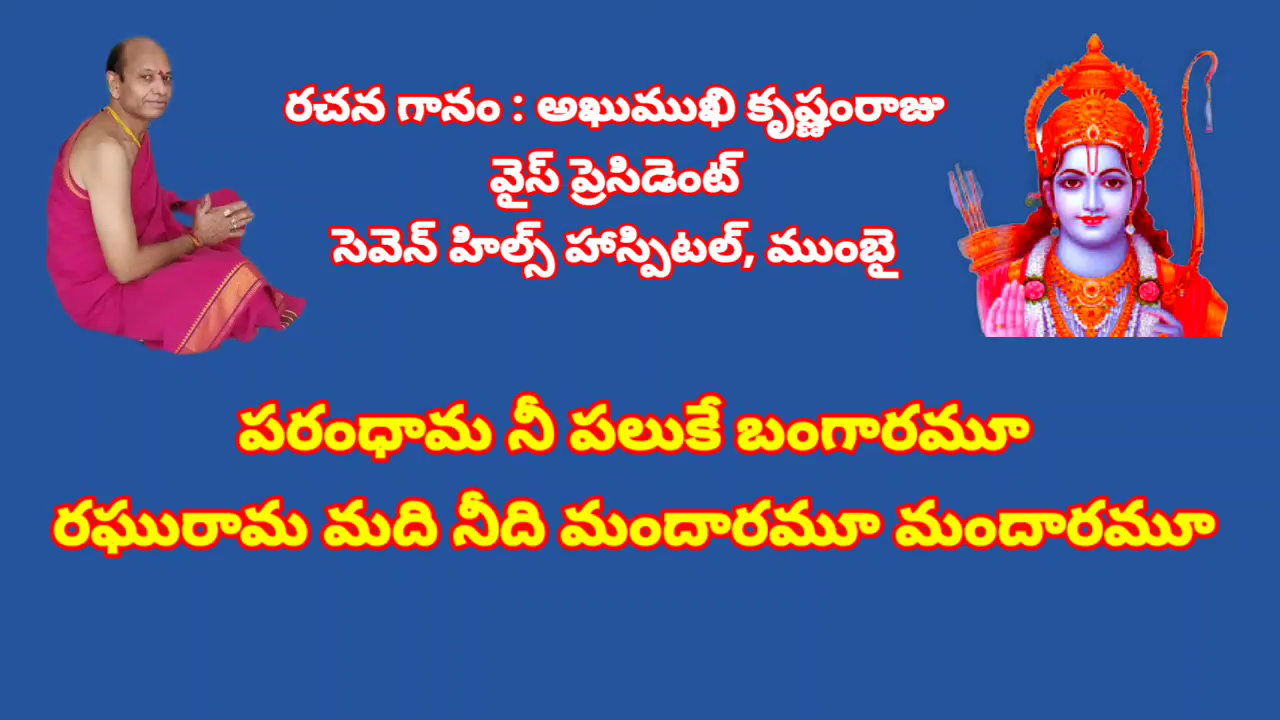 రచన గానం : అఖుముఖి కృష్ణంరాజు
వైస్ ప్రెసిడెంట్
సెవెన్ హిల్స్ హాస్పిటల్, ముంబై
పరంధామ నీ పలుకే బంగారమూ
రఘురామ మది నీది మందారమూ మందారమూ